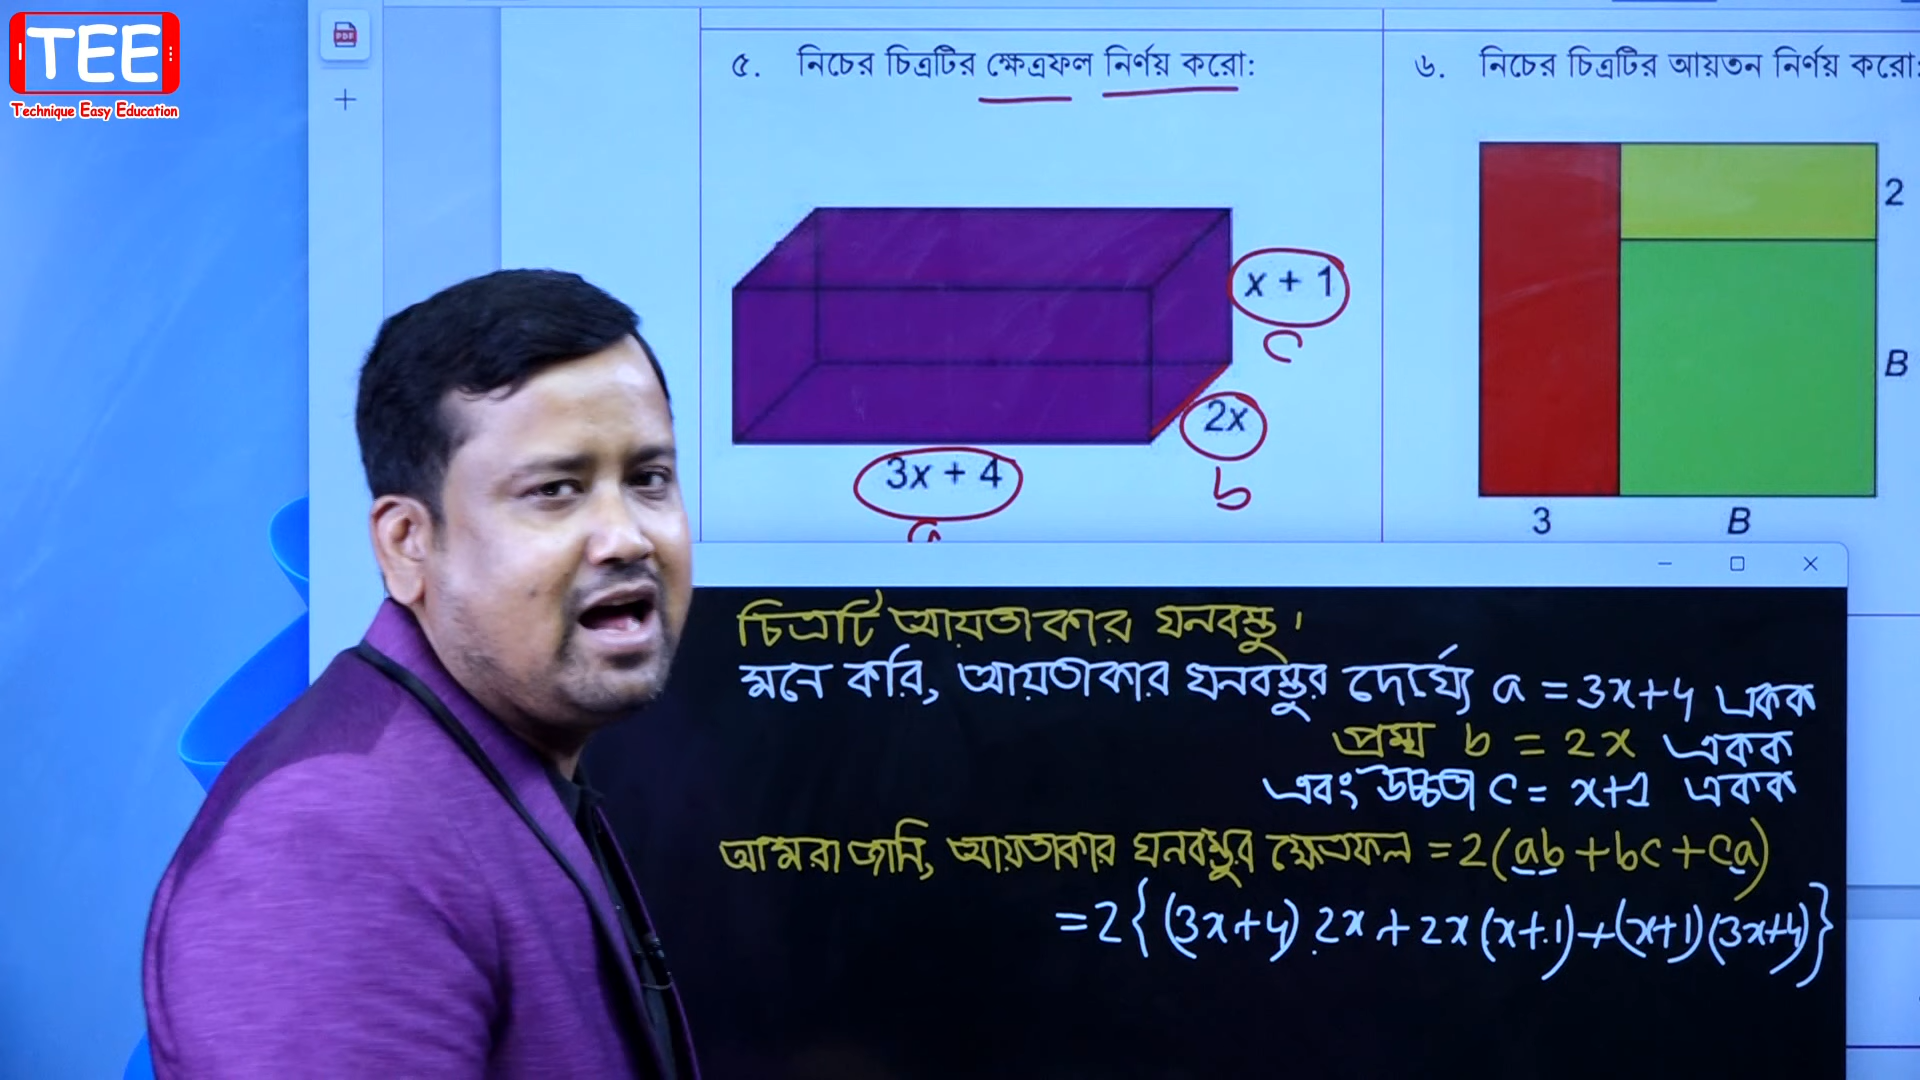 TEE
Technique Easy Education
PDF
৫. নিচের চিত্রটির ক্ষেত্রফল নির্ণয় করো:
x + 1
c
2x
b
3x + 4
a
৬. নিচের চিত্রটির আয়তন নির্ণয় করো:
2
B
3
B
চিত্রটি আয়তাকার ঘনবস্তু।
মনে করি, আয়তাকার ঘনবস্তুর দৈর্ঘ্যে a = 3x+4 একক
প্রস্থ b = 2x একক
এবং উচ্চতা c = x+1 একক
আমরা জানি, আয়তাকার ঘনবস্তুর ক্ষেত্রফল = 2(ab+bc+ca)
= 2{(3x+4).2x+2x(x+1)+(x+1)(3x+4)}